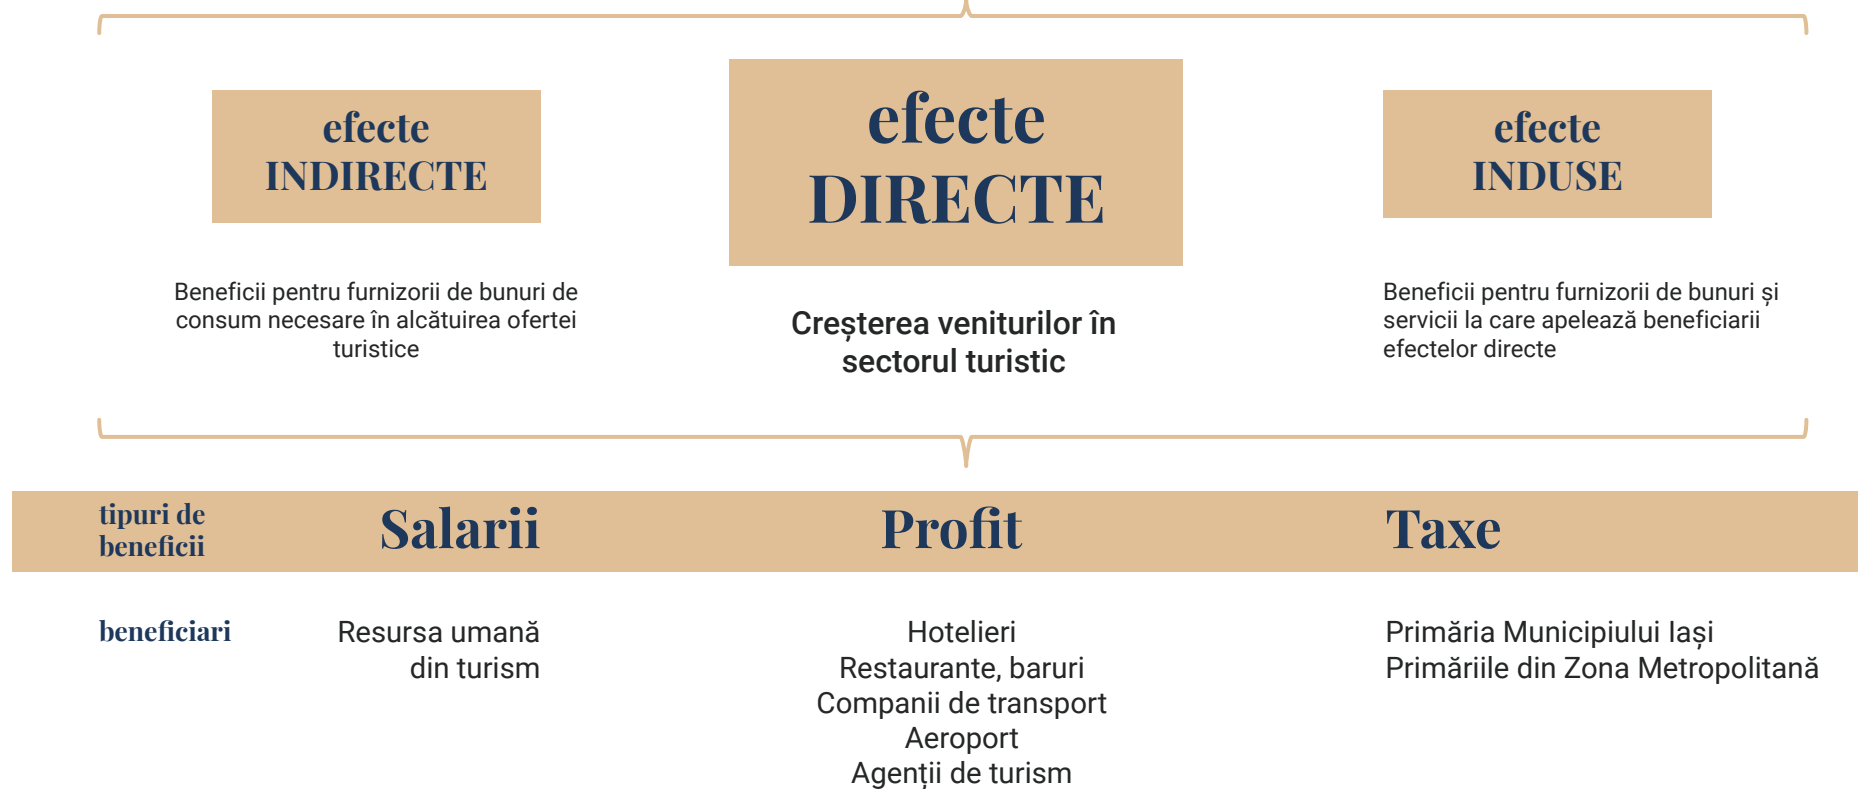 efecte
INDIRECTE
Beneficii pentru furnizorii de bunuri de
consum necesare în alcătuirea ofertei
turistice
efecte
DIRECTE
Creșterea veniturilor în
sectorul turistic
efecte
INDUSE
Beneficii pentru furnizorii de bunuri și
servicii la care apelează beneficiarii
efectelor directe
tipuri de
beneficii
Salarii
Profit
Taxe
beneficiari
Resursa umană
din turism
Hotelieri
Restaurante, baruri
Companii de transport
Aeroport
Agenții de turism
Primăria Municipiului Iași
Primăriile din Zona Metropolitană